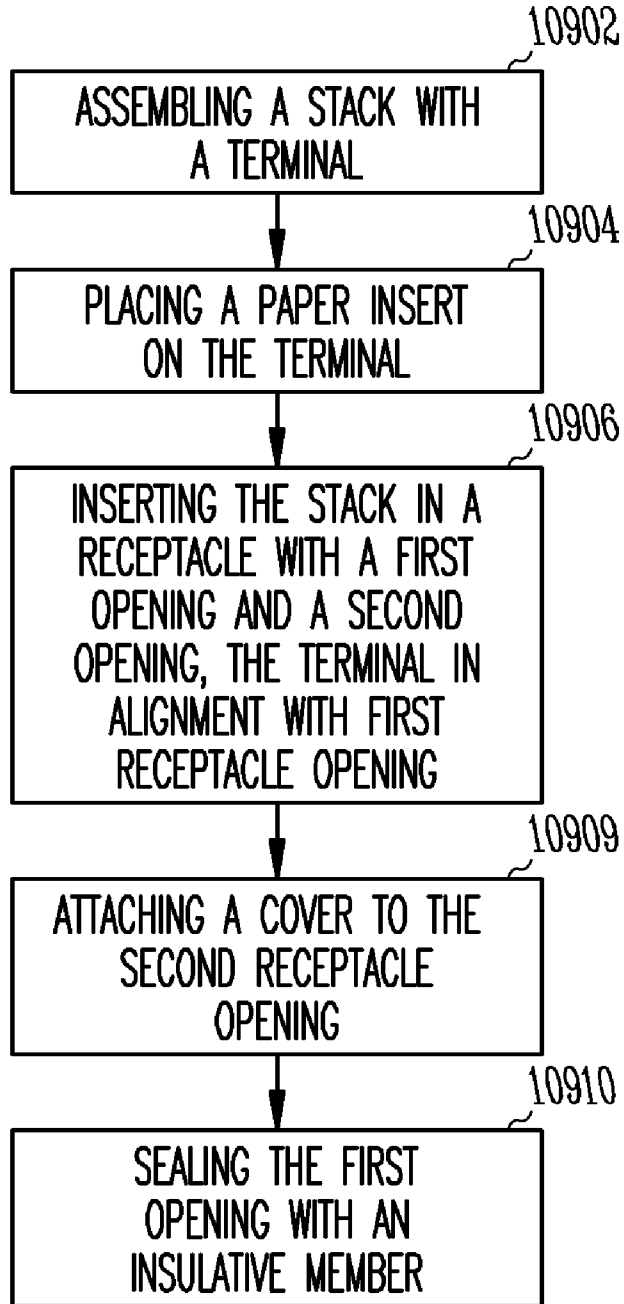 10902
ASSEMBLING A STACK WITH
A TERMINAL
10904
PLACING A PAPER INSERT
ON THE TERMINAL
10906
INSERTING THE STACK IN A
RECEPTACLE WITH A FIRST
OPENING AND A SECOND
OPENING, THE TERMINAL IN
ALIGNMENT WITH FIRST
RECEPTACLE OPENING
10909
ATTACHING A COVER TO THE
SECOND RECEPTACLE
OPENING
10910
SEALING THE FIRST
OPENING WITH AN
INSULATIVE MEMBER